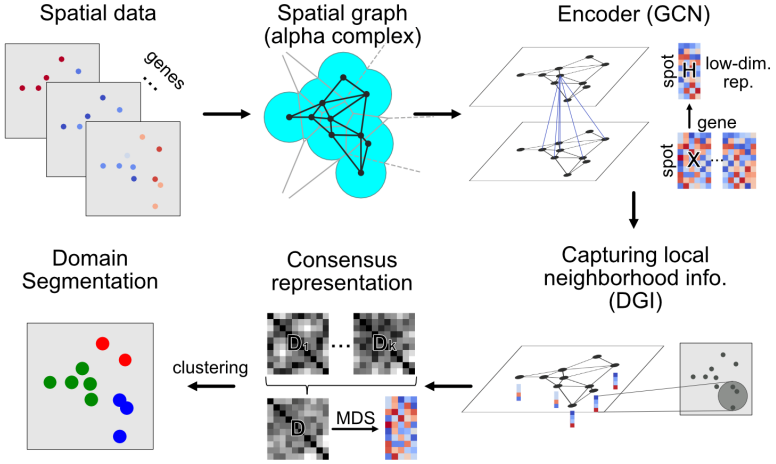 Spatial data
genes
...
Spatial graph
(alpha complex)
Encoder (GCN)
spot
H
low-dim.
rep.
gene
spot
X
...
Capturing local
neighborhood info.
(DGI)
Consensus
representation
D1
...
Dk
D
MDS
clustering
Domain
Segmentation